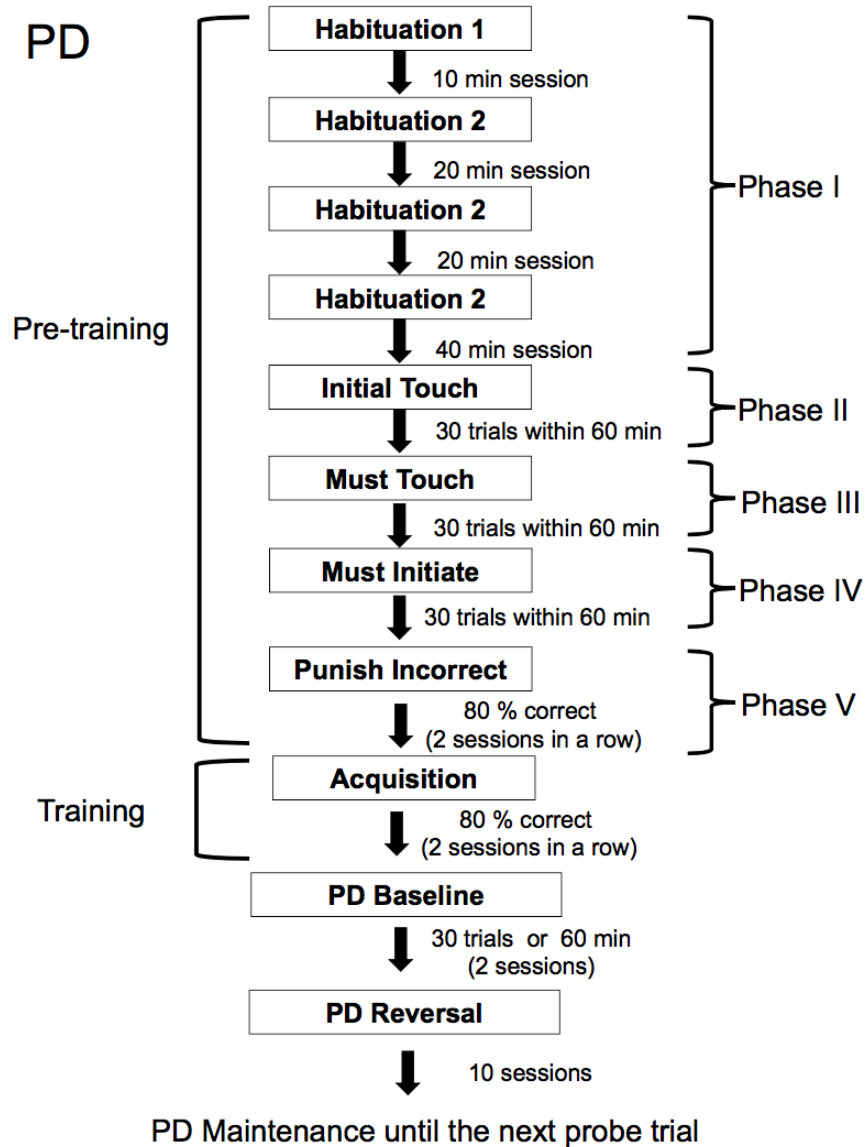 PD
Habituation 1
10 min session
Habituation 2
20 min session
Habituation 2
20 min session
Habituation 2
40 min session
Phase I
Pre-training
Initial Touch
30 trials within 60 min
Phase II
Must Touch
30 trials within 60 min
Phase III
Must Initiate
30 trials within 60 min
Phase IV
Punish Incorrect
80 % correct
(2 sessions in a row)
Phase V
Acquisition
Training
80 % correct
(2 sessions in a row)
PD Baseline
30 trials or 60 min
(2 sessions)
PD Reversal
10 sessions
PD Maintenance until the next probe trial